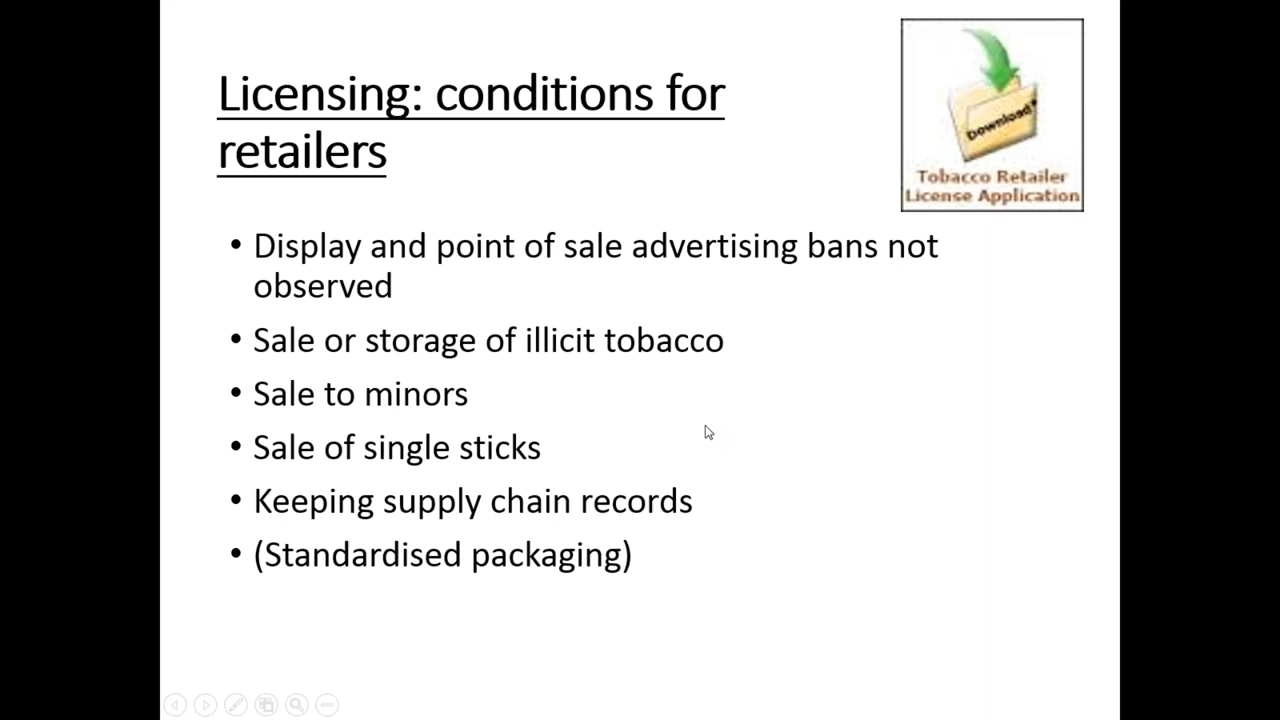 Licensing: conditions for
retailers
Download
Tobacco Retailer
License Application
• Display and point of sale advertising bans not
observed
• Sale or storage of illicit tobacco
• Sale to minors
• Sale of single sticks
• Keeping supply chain records
• (Standardised packaging)